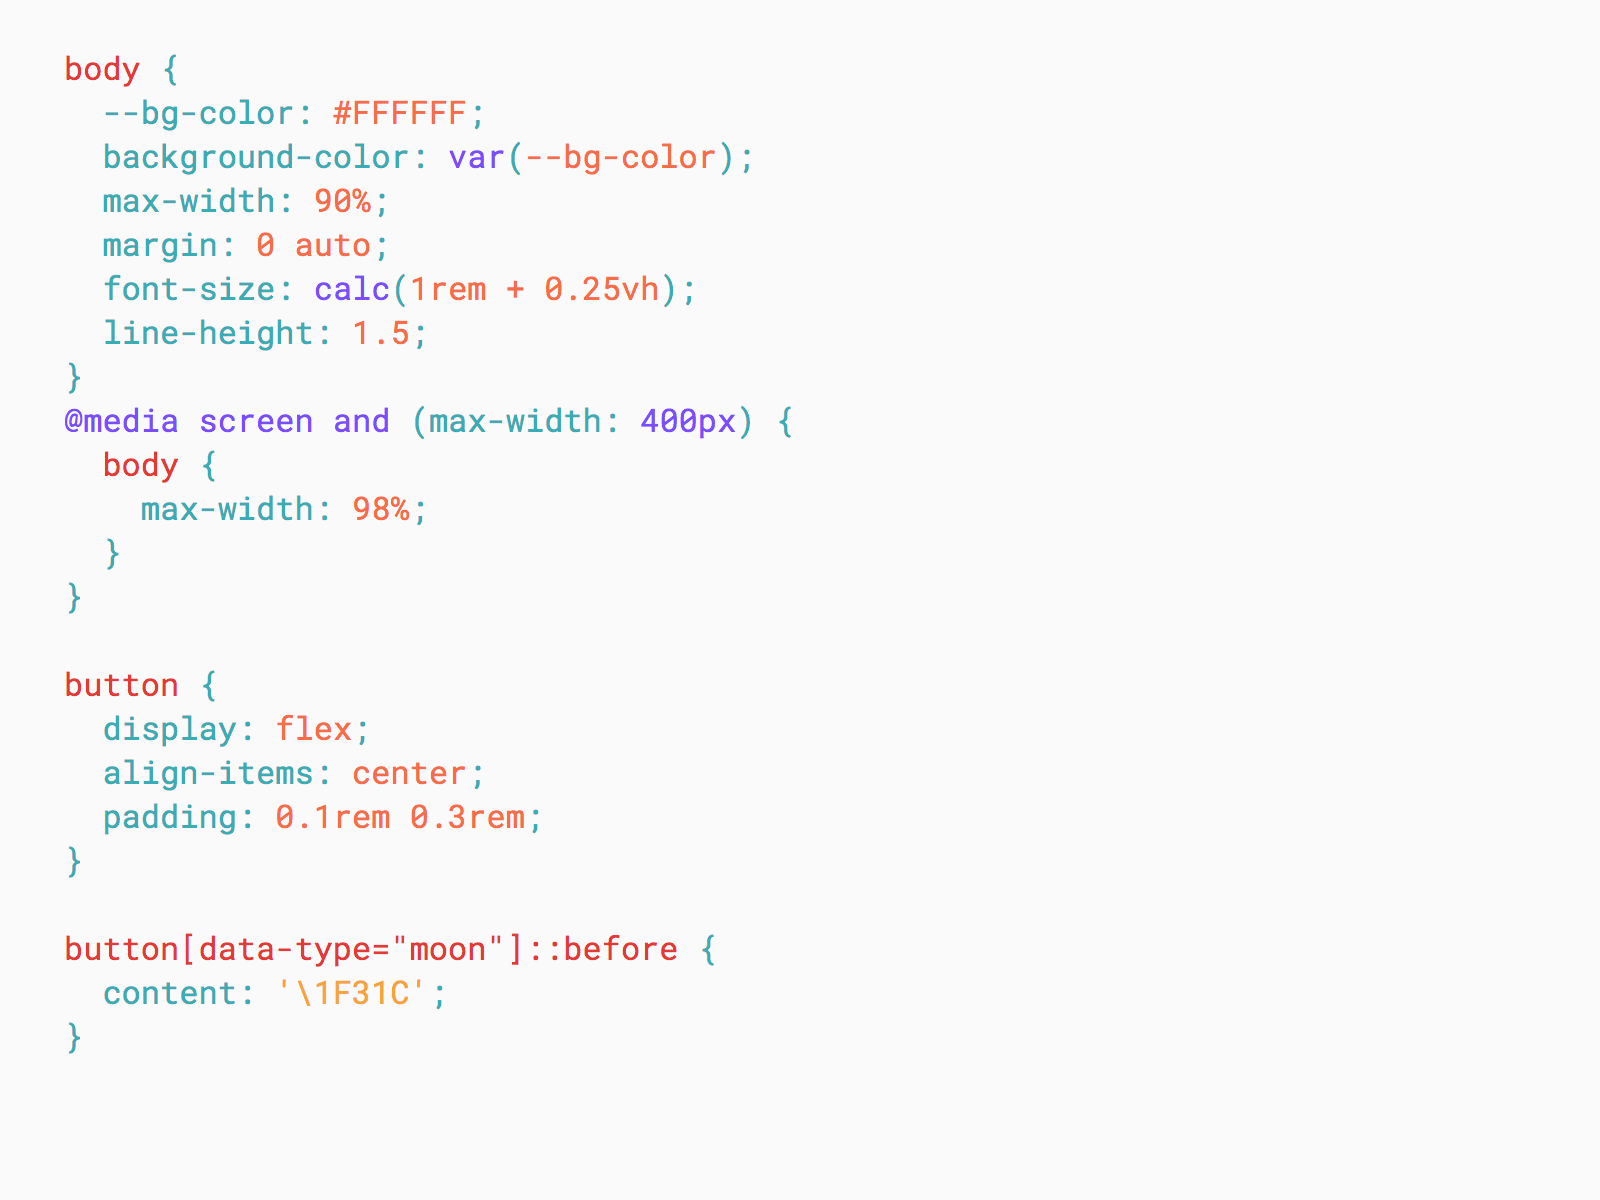 body {
  --bg-color: #FFFFFF;
  background-color: var(--bg-color);
  max-width: 90%;
  margin: 0 auto;
  font-size: calc(1rem + 0.25vh);
  line-height: 1.5;
}
@media screen and (max-width: 400px) {
  body {
    max-width: 98%;
  }
}

button {
  display: flex;
  align-items: center;
  padding: 0.1rem 0.3rem;
}

button[data-type="moon"]::before {
  content: '\1F31C';
}